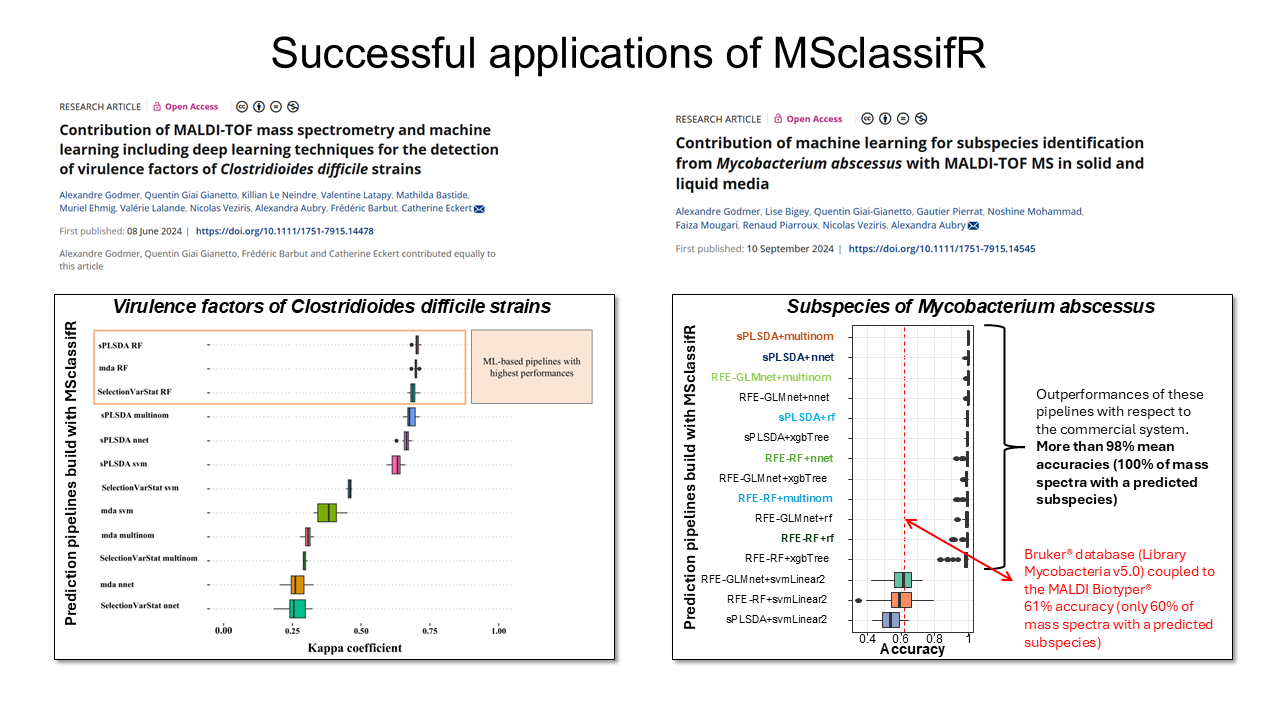 Successful applications of MSclassifR
RESEARCH ARTICLE | Open Access |
Contribution of MALDI-TOF mass spectrometry and machine
learning including deep learning techniques for the detection
of virulence factors of Clostridioides difficile strains
Alexandre Godmer, Quentin Giai Gianetto, Killian Le Neindre, Valentine Latapy, Mathilda Bastide,
Muriel Ehmig, Valérie Lalande, Nicolas Veziris, Alexandra Aubry, Frédéric Barbut, Catherine Eckert
First published: 08 June 2024 | https://doi.org/10.1111/1751-7915.14478
Alexandre Godmer, Quentin Giai Gianetto, Frédéric Barbut and Catherine Eckert contributed equally to
this article
RESEARCH ARTICLE | Open Access |
Contribution of machine learning for subspecies identification
from Mycobacterium abscessus with MALDI-TOF MS in solid and
liquid media
Alexandre Godmer, Lise Bigey, Quentin Giai-Gianetto, Gautier Pierrat, Noshine Mohammad,
Faiza Mougari, Renaud Piarroux, Nicolas Veziris, Alexandra Aubry
First published: 10 September 2024 | https://doi.org/10.1111/1751-7915.14545
Virulence factors of Clostridioides difficile strains
Prediction pipelines build with MSclassifR
sPLSDA RF
mda RF
SelectionVarStat RF
sPLSDA multinom
sPLSDA nnet
sPLSDA svm
SelectionVarStat svm
mda svm
mda multinom
SelectionVarStat multinom
mda nnet
SelectionVarStat nnet
ML-based pipelines with
highest performances
0.00 0.25 0.50 0.75 1.00
Kappa coefficient
Subspecies of Mycobacterium abscessus
Prediction pipelines build with MSclassifR
sPLSDA+multinom
sPLSDA+nnet
RFE-GLMnet+multinom
RFE-GLMnet+nnet
sPLSDA+rf
sPLSDA+xgbTree
RFE-RF+nnet
RFE-GLMnet+xgbTree
RFE-RF+multinom
RFE-GLMnet+rf
RFE-RF+rf
RFE-RF+xgbTree
RFE-GLMnet+svmLinear2
RFE-RF+svmLinear2
sPLSDA+svmLinear2
0.4 0.6 0.8 1
Accuracy
Outperformances of these
pipelines with respect to
the commercial system.
More than 98% mean
accuracies (100% of mass
spectra with a predicted
subspecies)
Bruker® database (Library
Mycobacteria v5.0) coupled to
the MALDI Biotyper®
61% accuracy (only 60% of
mass spectra with a predicted
subspecies)